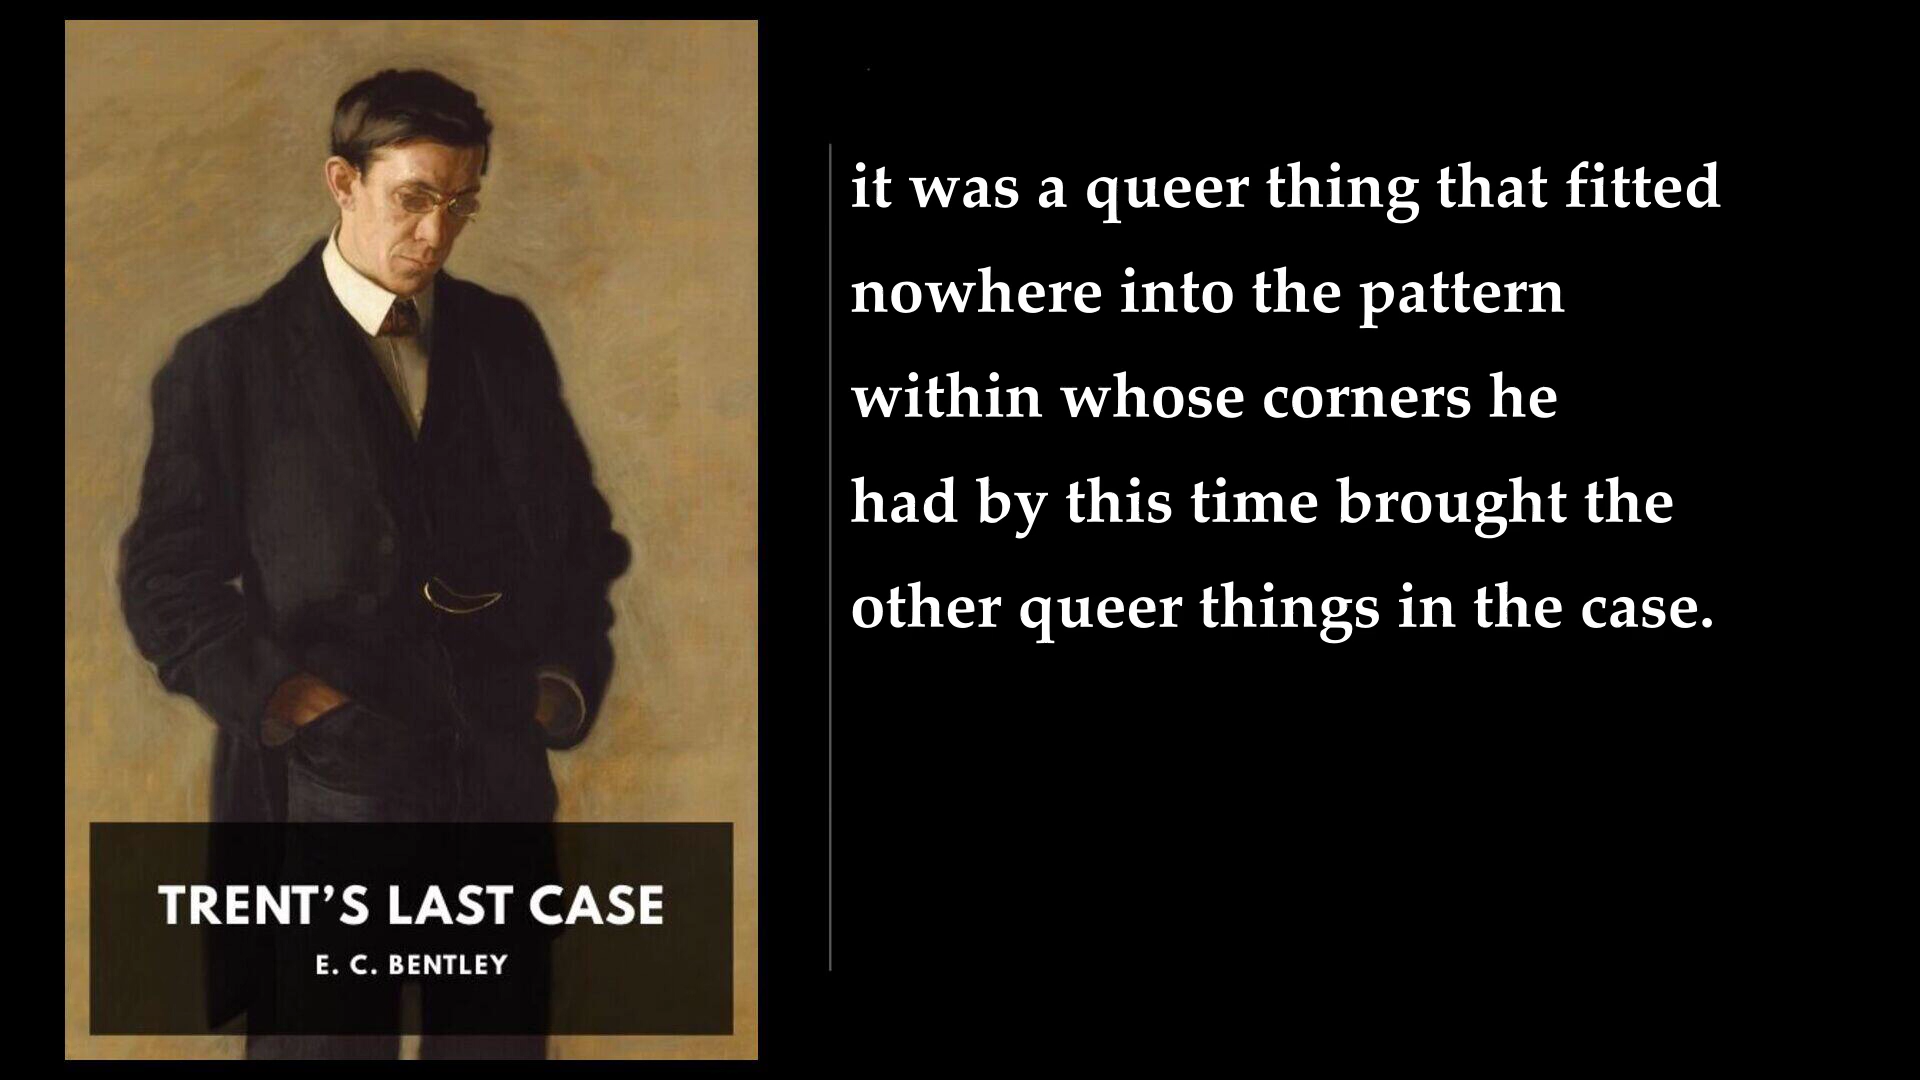 it was a queer thing that fitted
nowhere into the pattern
within whose corners he
had by this time brought the
other queer things in the case.
TRENT’S LAST CASE
E. C. BENTLEY